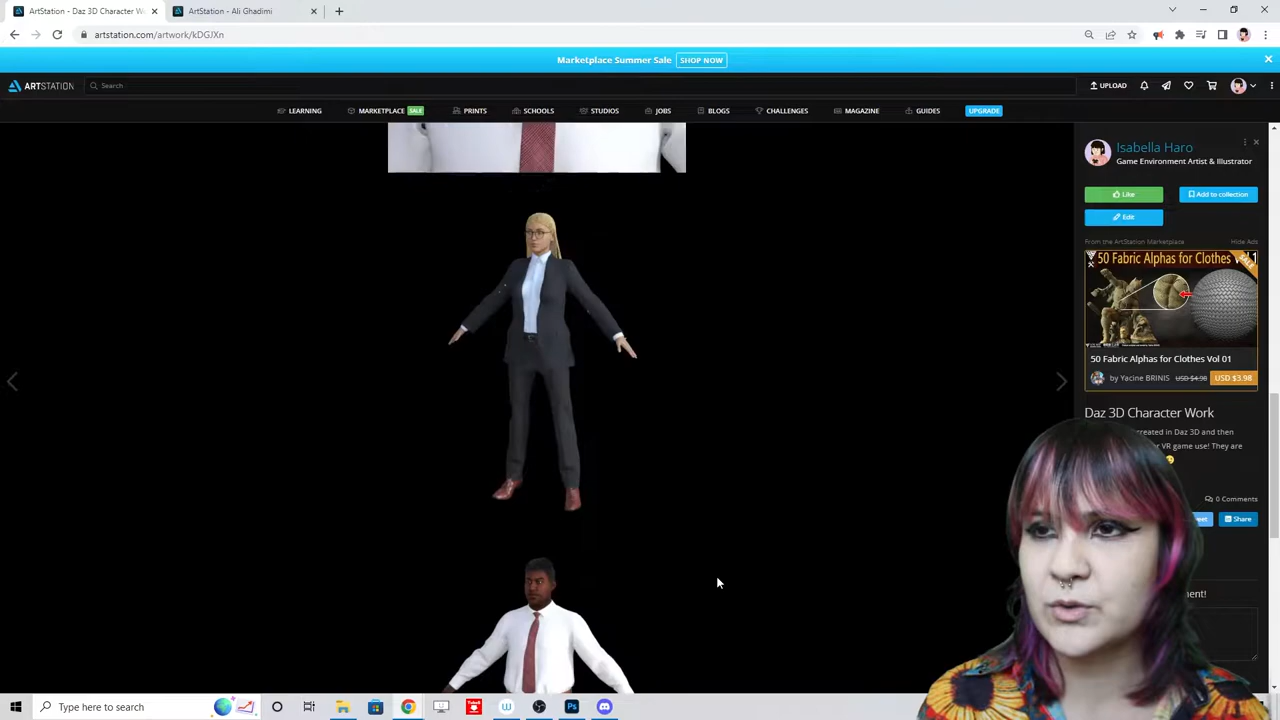 ArtStation - Daz 3D Character W
ArtStation - Ali Ghadimi
artstation.com/artwork/kDGJXn
Marketplace Summer Sale SHOP NOW
ARTSTATION
Search
UPLOAD
LEARNING
MARKETPLACE SALE
PRINTS
SCHOOLS
STUDIOS
JOBS
BLOGS
CHALLENGES
MAGAZINE
GUIDES
UPGRADE
Isabella Haro
Game Environment Artist & Illustrator
Like
Add to collection
Edit
From the ArtStation Marketplace
Hide Ads
50 Fabric Alphas for Clothes Vol 1
SALE
50 Fabric Alphas for Clothes Vol 01
by Yacine BRINIS USD $4.98 USD $3.98
Daz 3D Character Work
created in Daz 3D and then
VR game use! They are
0 Comments
Share
Type here to search
Ps